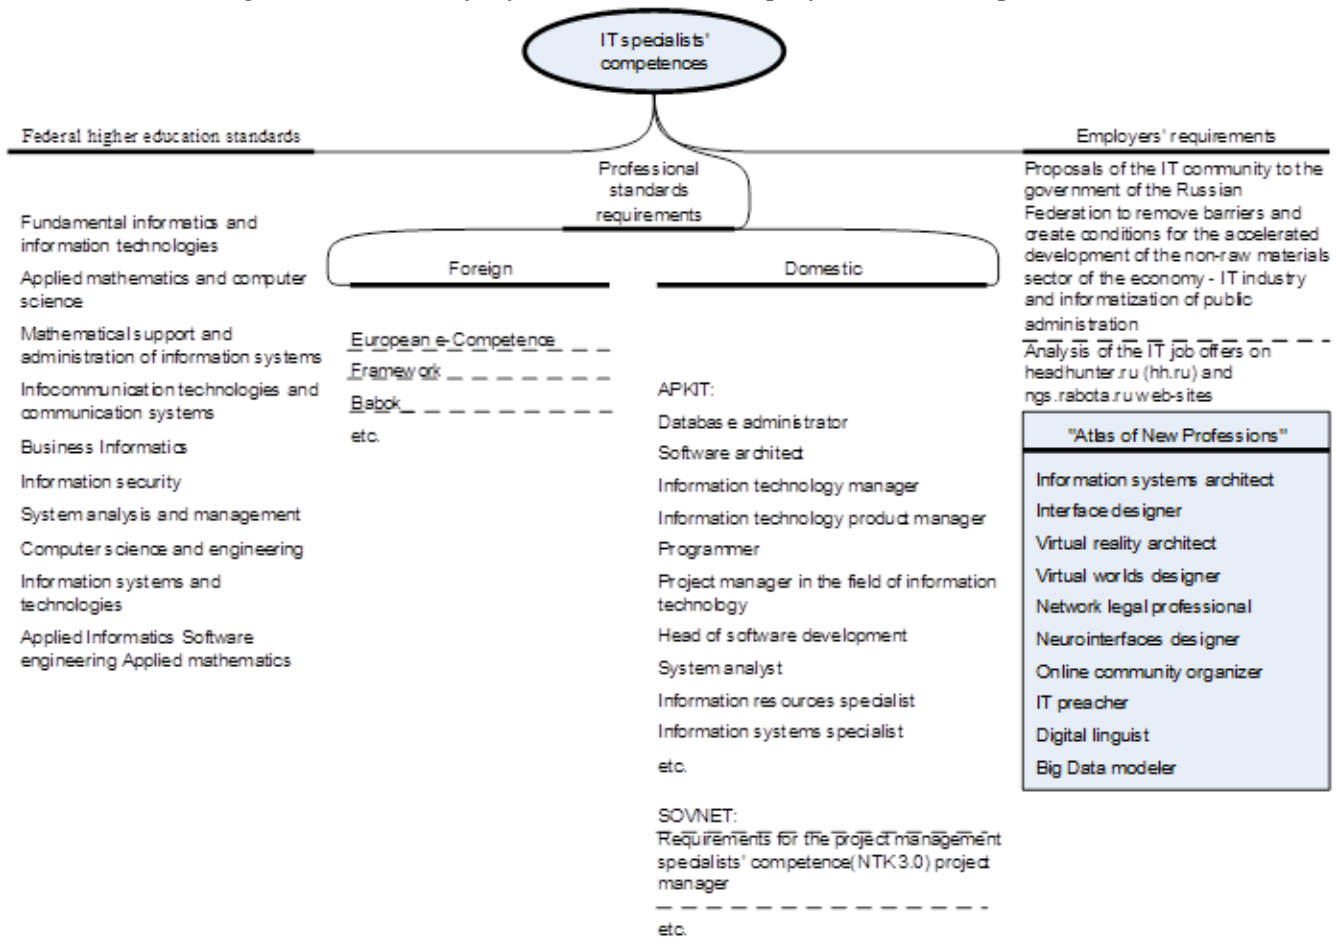 IT specialists'
competences
Federal higher education standards
Fundamental informatics and
information technologies
Applied mathematics and computer
science
Mathematical support and
administration of information systems
Infocommunication technologies and
communication systems
Business Informatics
Information security
System analysis and management
Computer science and engineering
Information systems and
technologies
Applied Informatics Software
engineering Applied mathematics
Professional
standards
requirements
Foreign
European e-Competence
Framework
Babok
etc.
Domestic
APKIT:
Database administrator
Software architect
Information technology manager
Information technology product manager
Programmer
Project manager in the field of information
technology
Head of software development
System analyst
Information resources specialist
Information systems specialist
etc.
SOVNET:
Requirements for the project management
specialists' competence(NTK 3.0) project
manager
etc.
Employers' requirements
Proposals of the IT community to the
government of the Russian
Federation to remove barriers and
create conditions for the accelerated
development of the non-raw materials
sector of the economy - IT industry
and informatization of public
administration
Analysis of the IT job offers on
headhunter.ru (hh.ru) and
ngs.rabota.ru web-sites
"Atlas of New Professions"
Information systems architect
Interface designer
Virtual reality architect
Virtual worlds designer
Network legal professional
Neurointerfaces designer
Online community organizer
IT preacher
Digital linguist
Big Data modeler